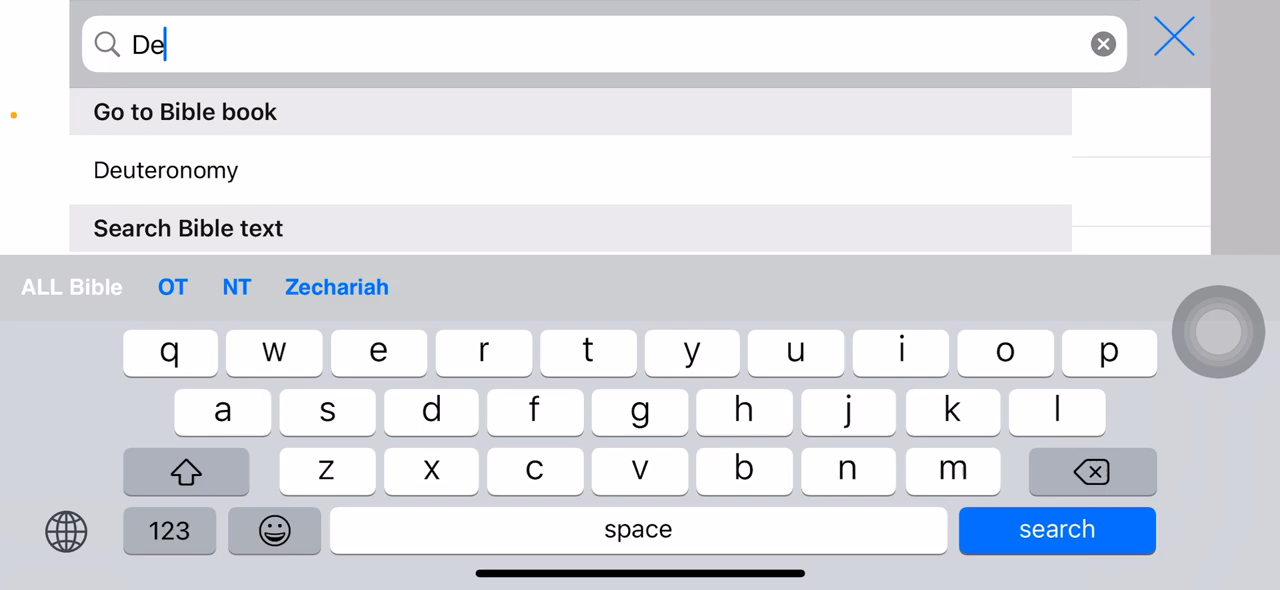 De
Go to Bible book
Deuteronomy
Search Bible text
ALL Bible OT NT Zechariah
q w e r t y u i o p
a s d f g h j k l
z x c v b n m
123 space search